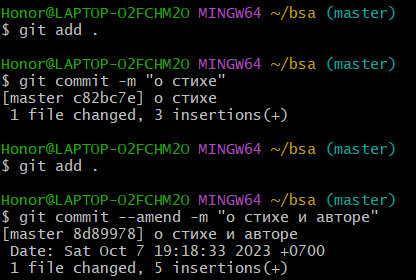 Honor@LAPTOP-O2FCHM2O MINGW64 ~/bsa (master)
$ git add .
Honor@LAPTOP-O2FCHM2O MINGW64 ~/bsa (master)
$ git commit -m "о стихе"
[master c82bc7e] о стихе
 1 file changed, 3 insertions(+)
Honor@LAPTOP-O2FCHM2O MINGW64 ~/bsa (master)
$ git add .
Honor@LAPTOP-O2FCHM2O MINGW64 ~/bsa (master)
$ git commit --amend -m "о стихе и авторе"
[master 8d89978] о стихе и авторе
 Date: Sat Oct 7 19:18:33 2023 +0700
 1 file changed, 5 insertions(+)